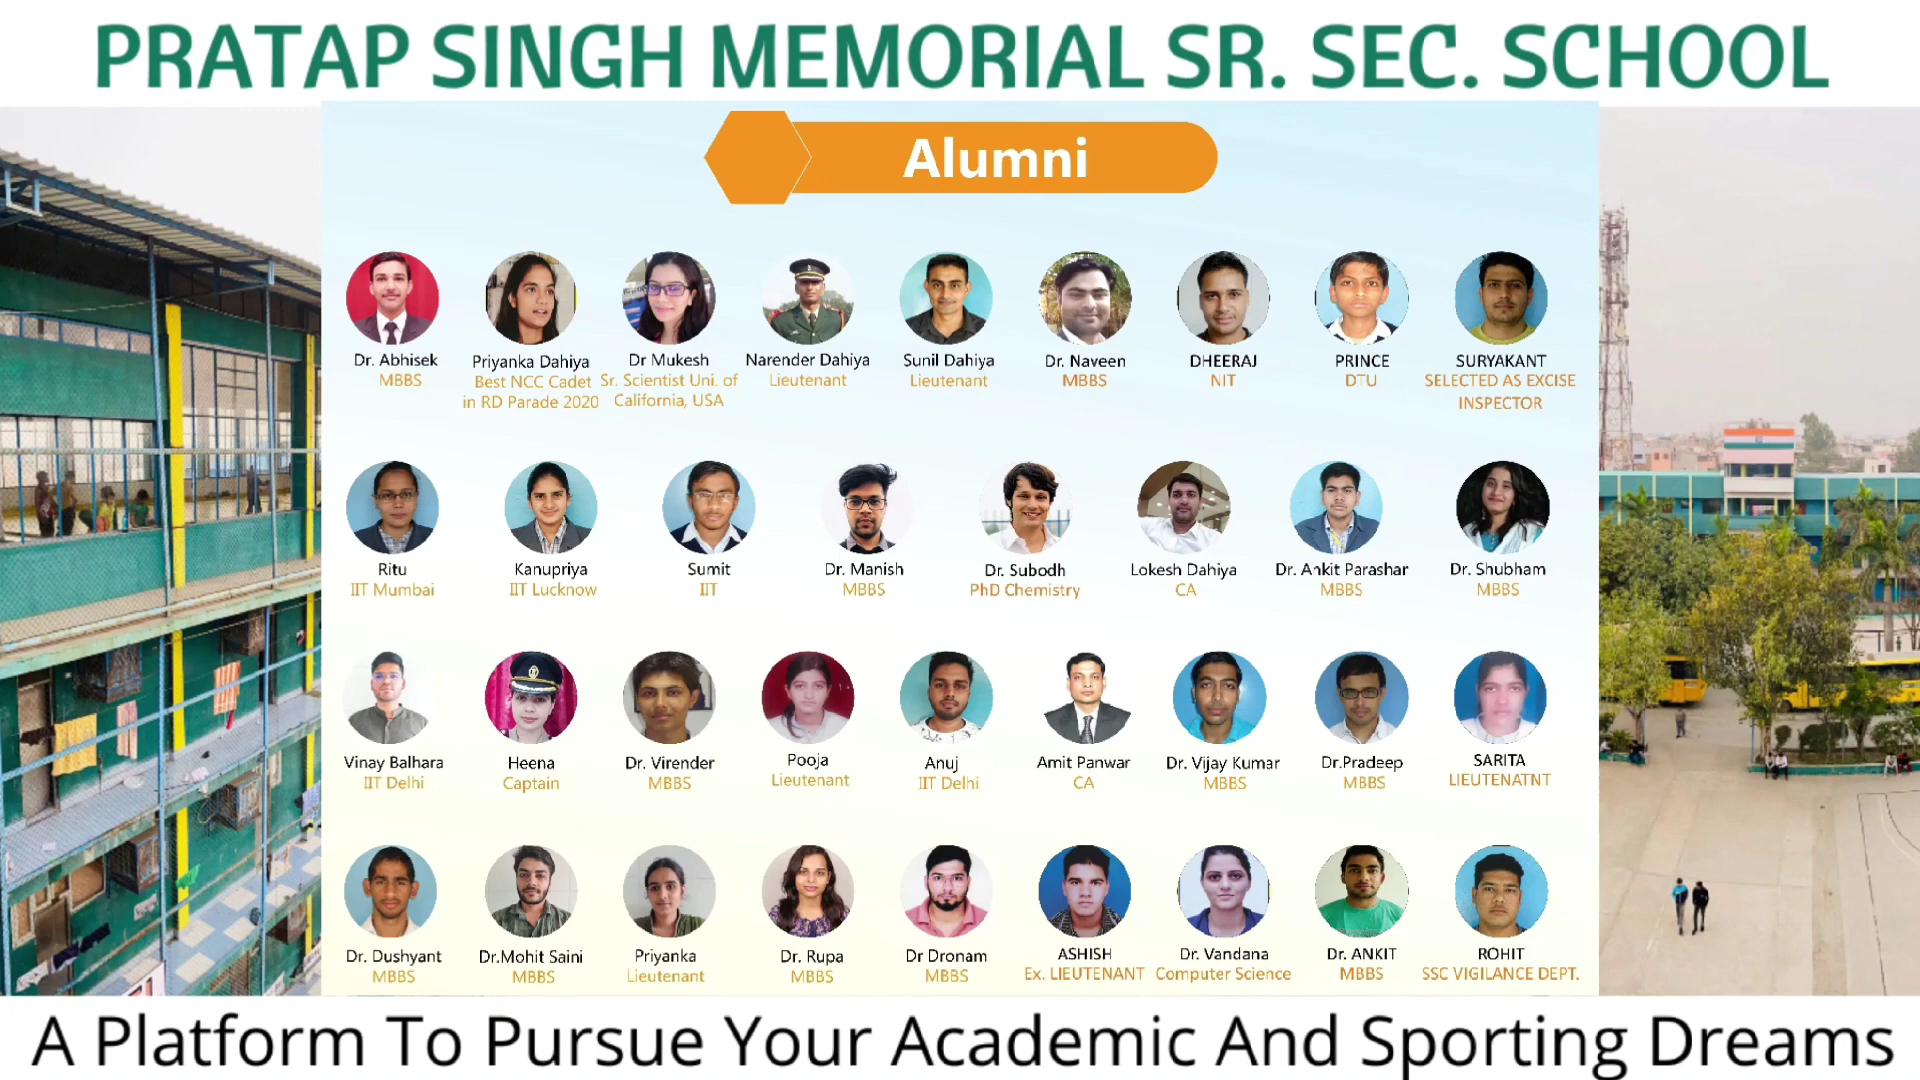 PRATAP SINGH MEMORIAL SR. SEC. SCHOOL
Alumni
Dr. Abhisek
MBBS
Priyanka Dahiya
Best NCC Cadet
in RD Parade 2020
Dr Mukesh
Sr. Scientist Uni. of
California, USA
Narender Dahiya
Lieutenant
Sunil Dahiya
Lieutenant
Dr. Naveen
MBBS
DHEERAJ
NIT
PRINCE
DTU
SURYAKANT
SELECTED AS EXCISE
INSPECTOR
Ritu
IIT Mumbai
Kanupriya
IIT Lucknow
Sumit
IIT
Dr. Manish
MBBS
Dr. Subodh
PhD Chemistry
Lokesh Dahiya
CA
Dr. Ankit Parashar
MBBS
Dr. Shubham
MBBS
Vinay Balhara
IIT Delhi
Heena
Captain
Dr. Virender
MBBS
Pooja
Lieutenant
Anuj
IIT Delhi
Amit Panwar
CA
Dr. Vijay Kumar
MBBS
Dr.Pradeep
MBBS
SARITA
LIEUTENATNT
Dr. Dushyant
MBBS
Dr.Mohit Saini
MBBS
Priyanka
Lieutenant
Dr. Rupa
MBBS
Dr Dronam
MBBS
ASHISH
Ex. LIEUTENANT
Dr. Vandana
Computer Science
Dr. ANKIT
MBBS
ROHIT
SSC VIGILANCE DEPT.
A Platform To Pursue Your Academic And Sporting Dreams